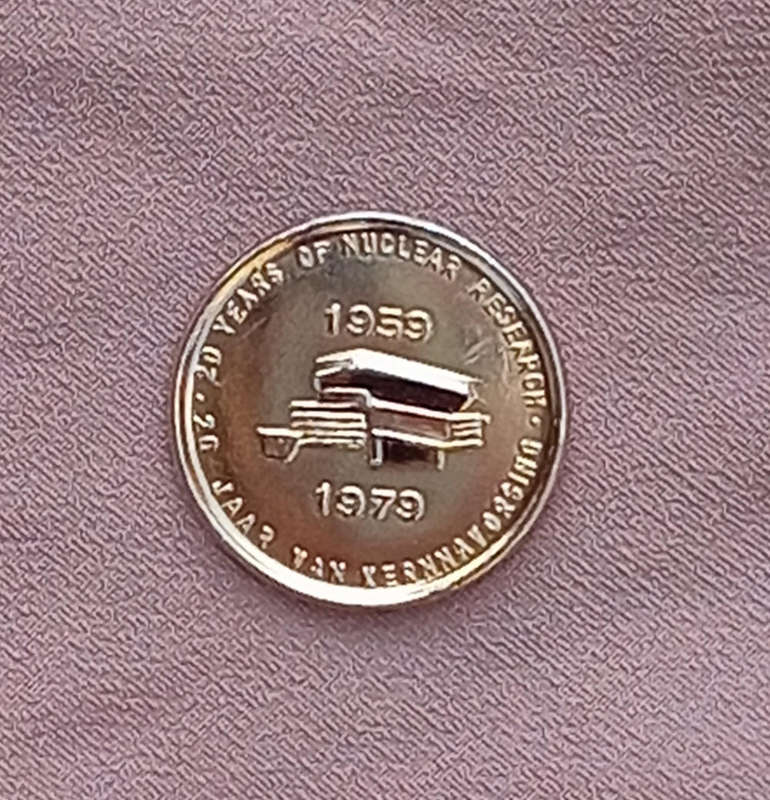 20 YEARS OF NUCLEAR RESEARCH ·
1959
1979
20 JAAR VAN KERNNAVORSING ·